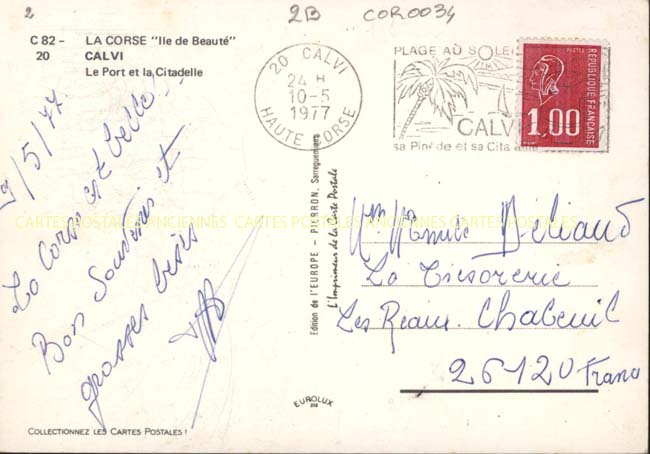 2
2B COR0034
C 82 - LA CORSE "Ile de Beauté"
20 CALVI
Le Port et la Citadelle
20 CALVI
24 H
10-5
1977
HAUTE CORSE
PLAGE AU SOLEI
CALVI
sa Pinède et sa Citadelle
POSTES
RÉPUBLIQUE FRANÇAISE
1,00
9/5/77
La Corse est belle
Bon Souvenir et
grosses bises
Edition de l'EUROPE - PIERRON, Sarreguemines
L'Imprimeur de la Carte Postale
La Trésorerie
Les Reaux. Chabeuil
26120 France
EUROLUX
COLLECTIONNEZ LES CARTES POSTALES !
CARTES POSTALES ANCIENNES CARTES POSTALES ANCIENNES CARTES POSTALES ANCIENNES